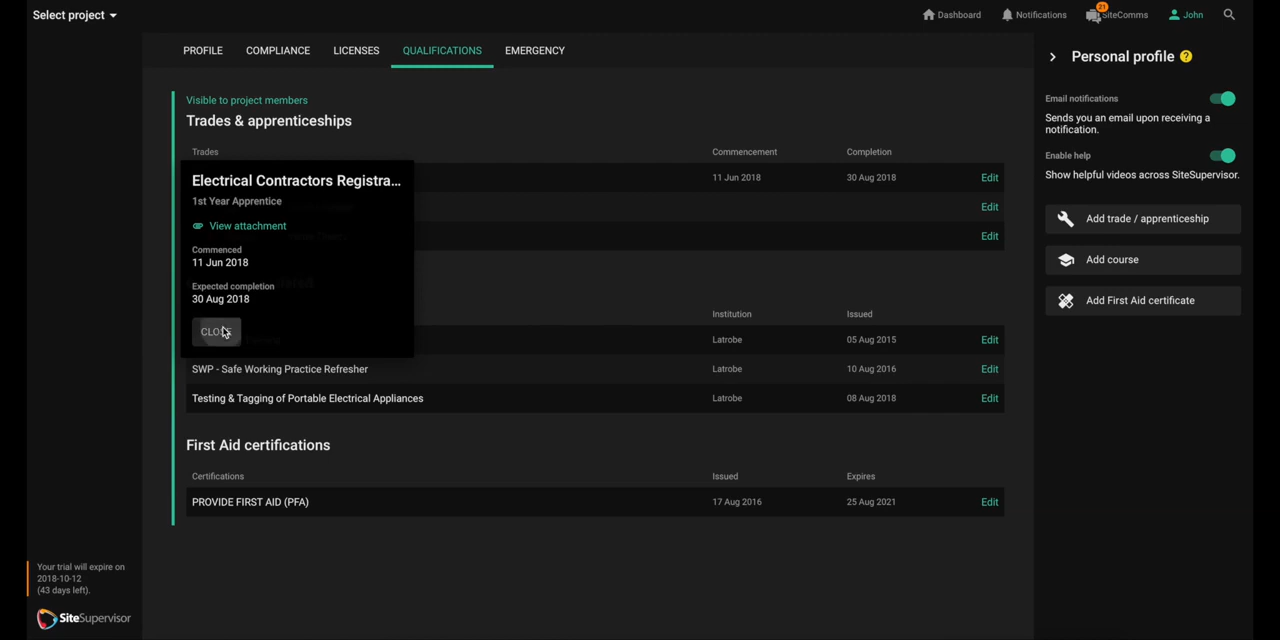 Select project
Dashboard
Notifications
21
SiteComms
John
PROFILE
COMPLIANCE
LICENSES
QUALIFICATIONS
EMERGENCY
Visible to project members
Trades & apprenticeships
Trades
Commencement
Completion
11 Jun 2018
30 Aug 2018
Edit
Edit
Edit
Electrical Contractors Registra...
1st Year Apprentice
View attachment
Commenced
11 Jun 2018
Expected completion
30 Aug 2018
CLOSE
Institution
Issued
Latrobe
05 Aug 2015
Edit
SWP - Safe Working Practice Refresher
Latrobe
10 Aug 2016
Edit
Testing & Tagging of Portable Electrical Appliances
Latrobe
08 Aug 2018
Edit
First Aid certifications
Certifications
Issued
Expires
PROVIDE FIRST AID (PFA)
17 Aug 2016
25 Aug 2021
Edit
Personal profile ?
Email notifications
Sends you an email upon receiving a
notification.
Enable help
Show helpful videos across SiteSupervisor.
Add trade / apprenticeship
Add course
Add First Aid certificate
Your trial will expire on
2018-10-12
(43 days left).
SiteSupervisor